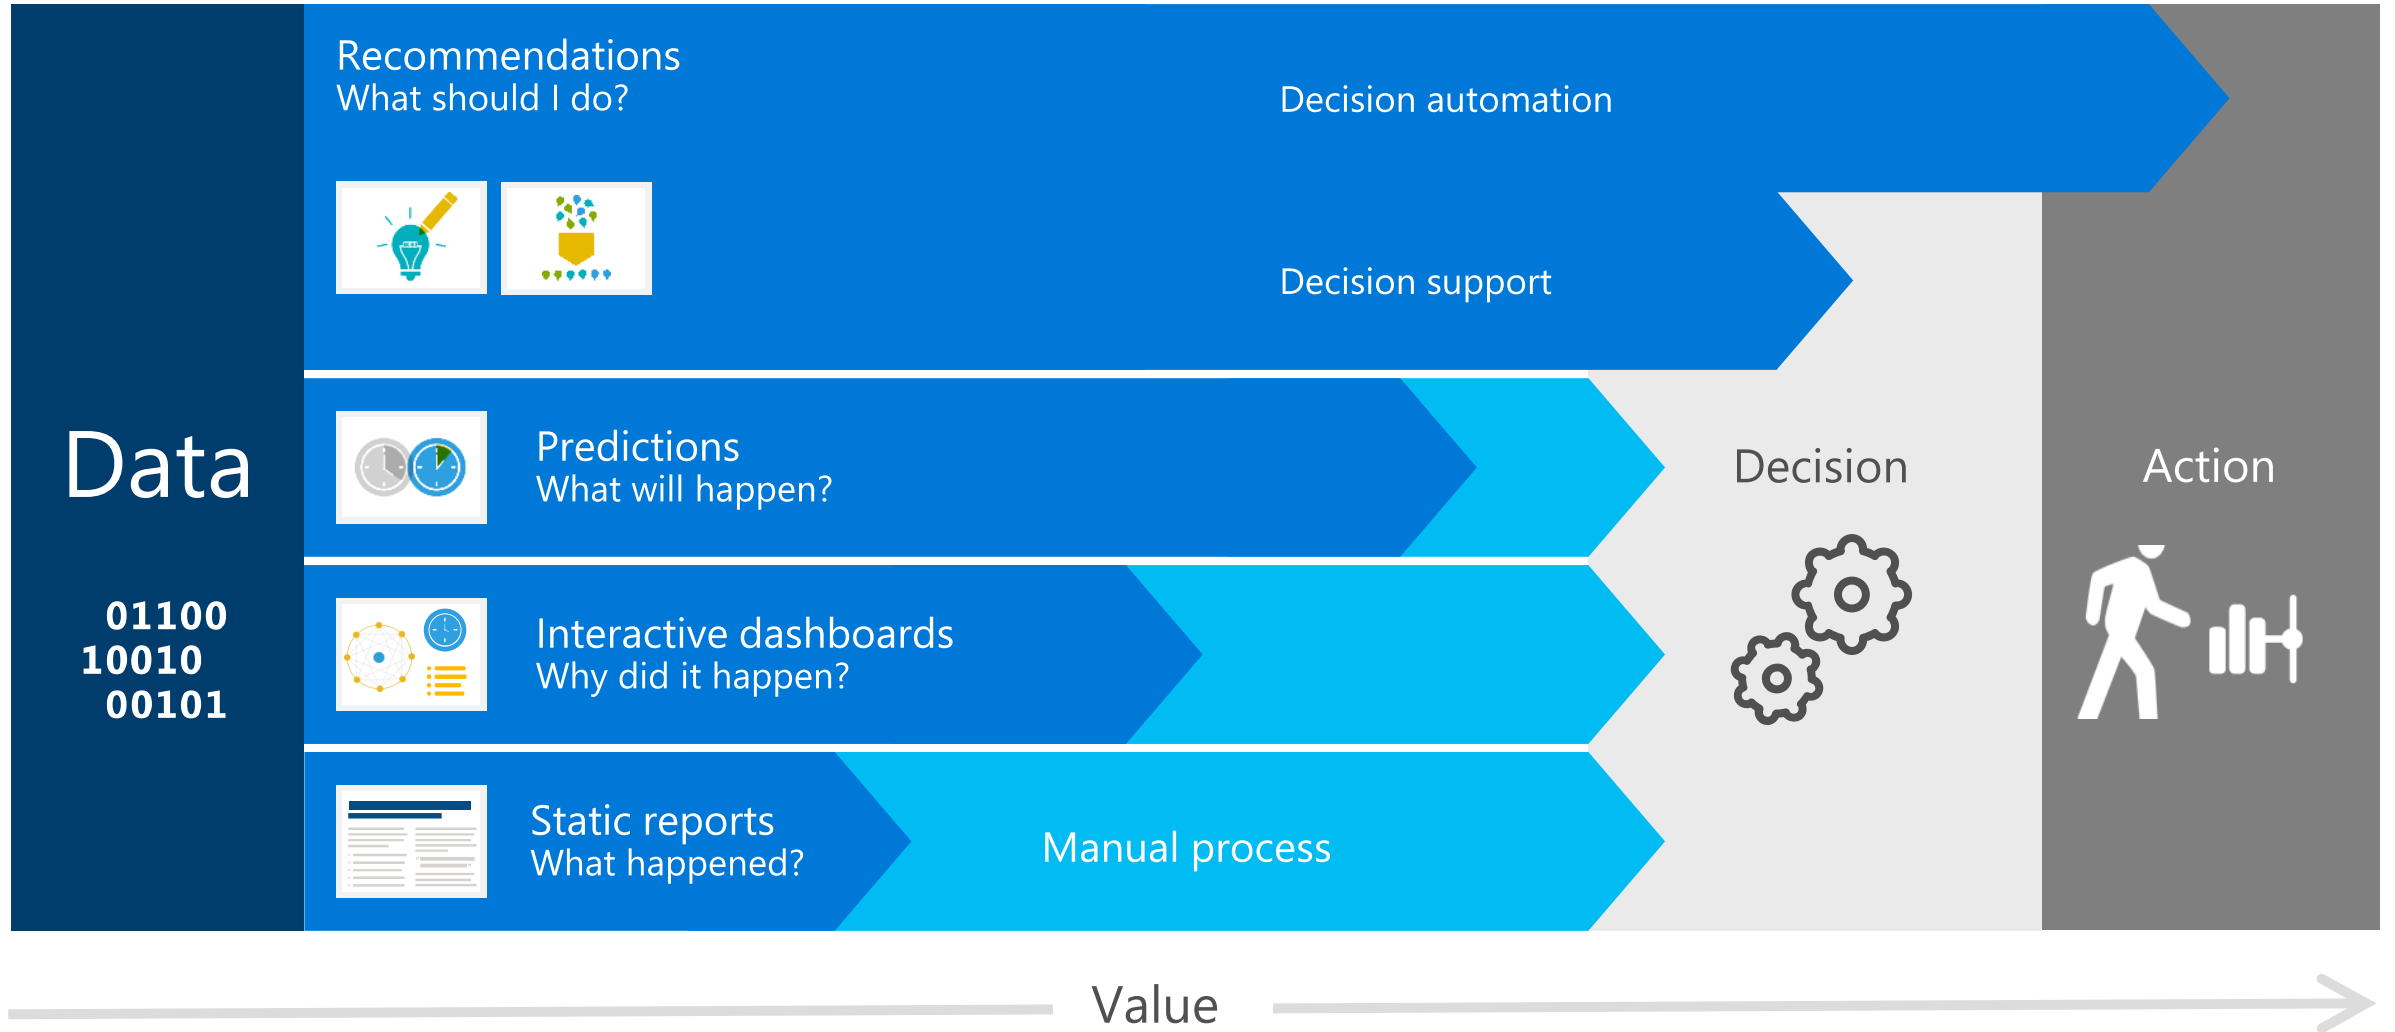 Recommendations
What should I do?
Decision automation
Decision support
Data
01100
10010
00101
Predictions
What will happen?
Interactive dashboards
Why did it happen?
Static reports
What happened?
Manual process
Decision
Action
Value